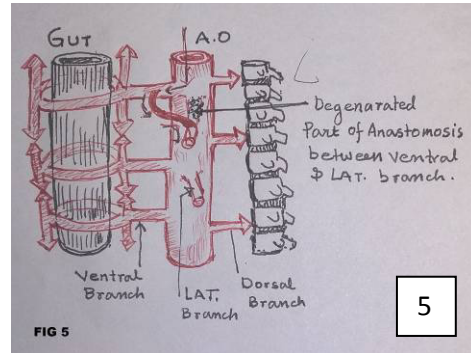 GUT
A.O
Degenarated
Part of Anastomosis
between Ventral
& LAT. branch.
Ventral
Branch
LAT.
Branch
Dorsal
Branch
FIG 5
5